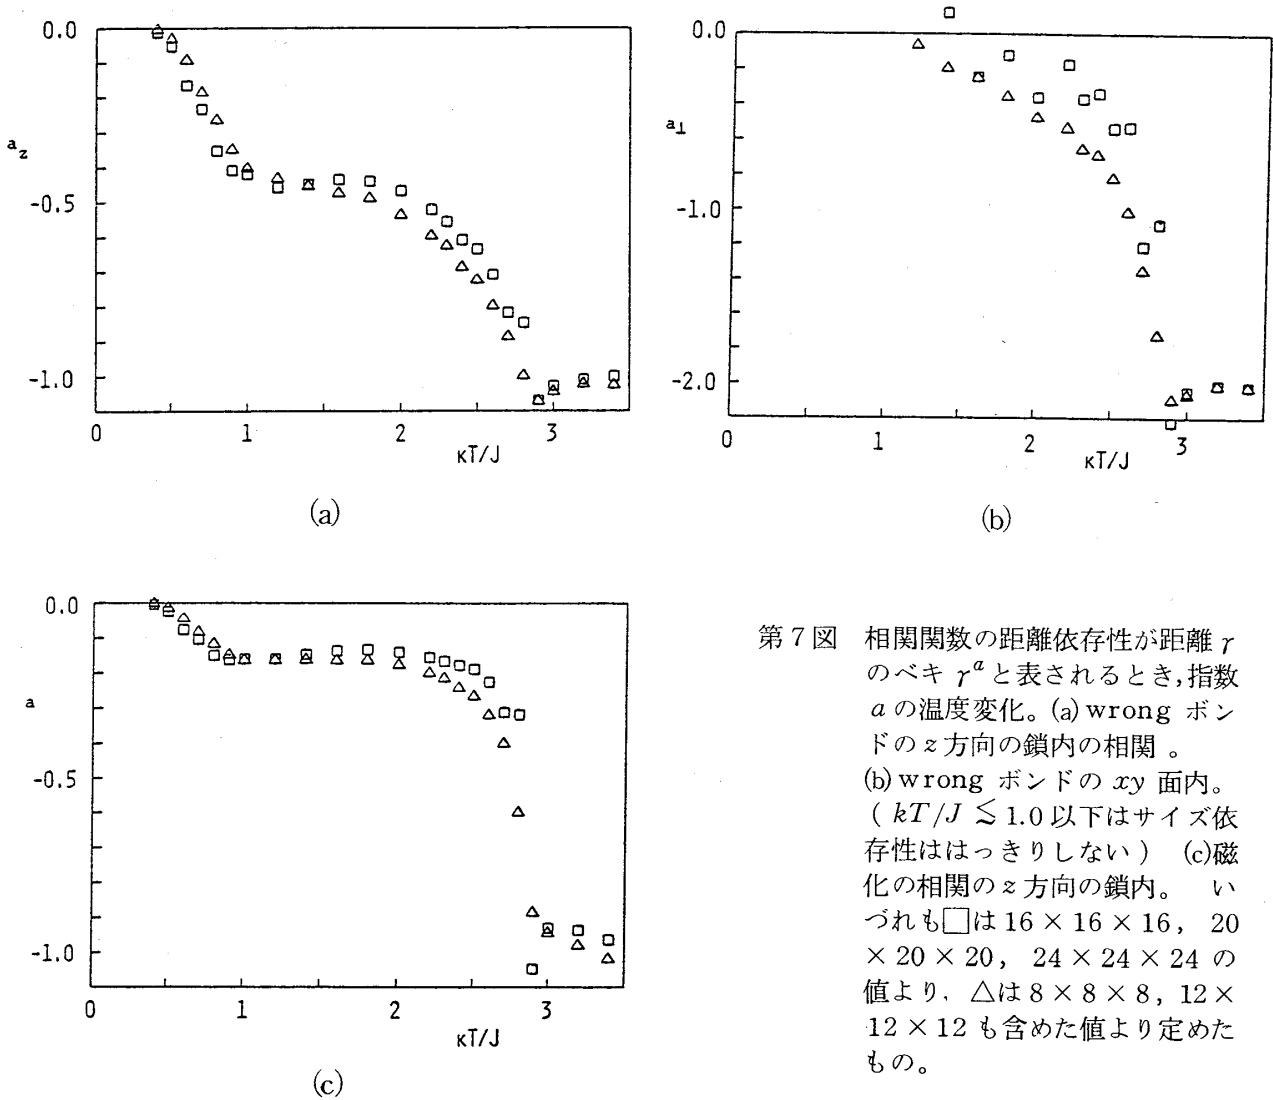 0.0
a_z
-0.5
-1.0
0
1
2
3
κT/J
(a)
0.0
a⊥
-1.0
-2.0
0
1
2
3
κT/J
(b)
0.0
a
-0.5
-1.0
0
1
2
3
κT/J
(c)
第7図 相関関数の距離依存性が距離γ
のベキ γ^a と表されるとき,指数
aの温度変化。(a) wrong ボン
ドのz方向の鎖内の相関 。
(b) wrong ボンドの xy 面内。
( kT/J ≲ 1.0以下はサイズ依
存性ははっきりしない ) (c)磁
化の相関のz方向の鎖内。 い
づれも□は 16 × 16 × 16, 20
× 20 × 20, 24 × 24 × 24 の
値より, △は 8 × 8 × 8, 12 ×
12 × 12 も含めた値より定めた
もの。